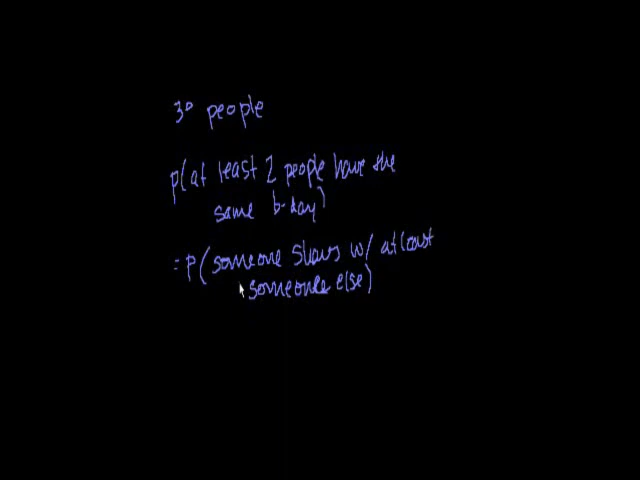 30 people
P(at least 2 people have the
same b-day)
= P(someone shares w/ at least
someone else)